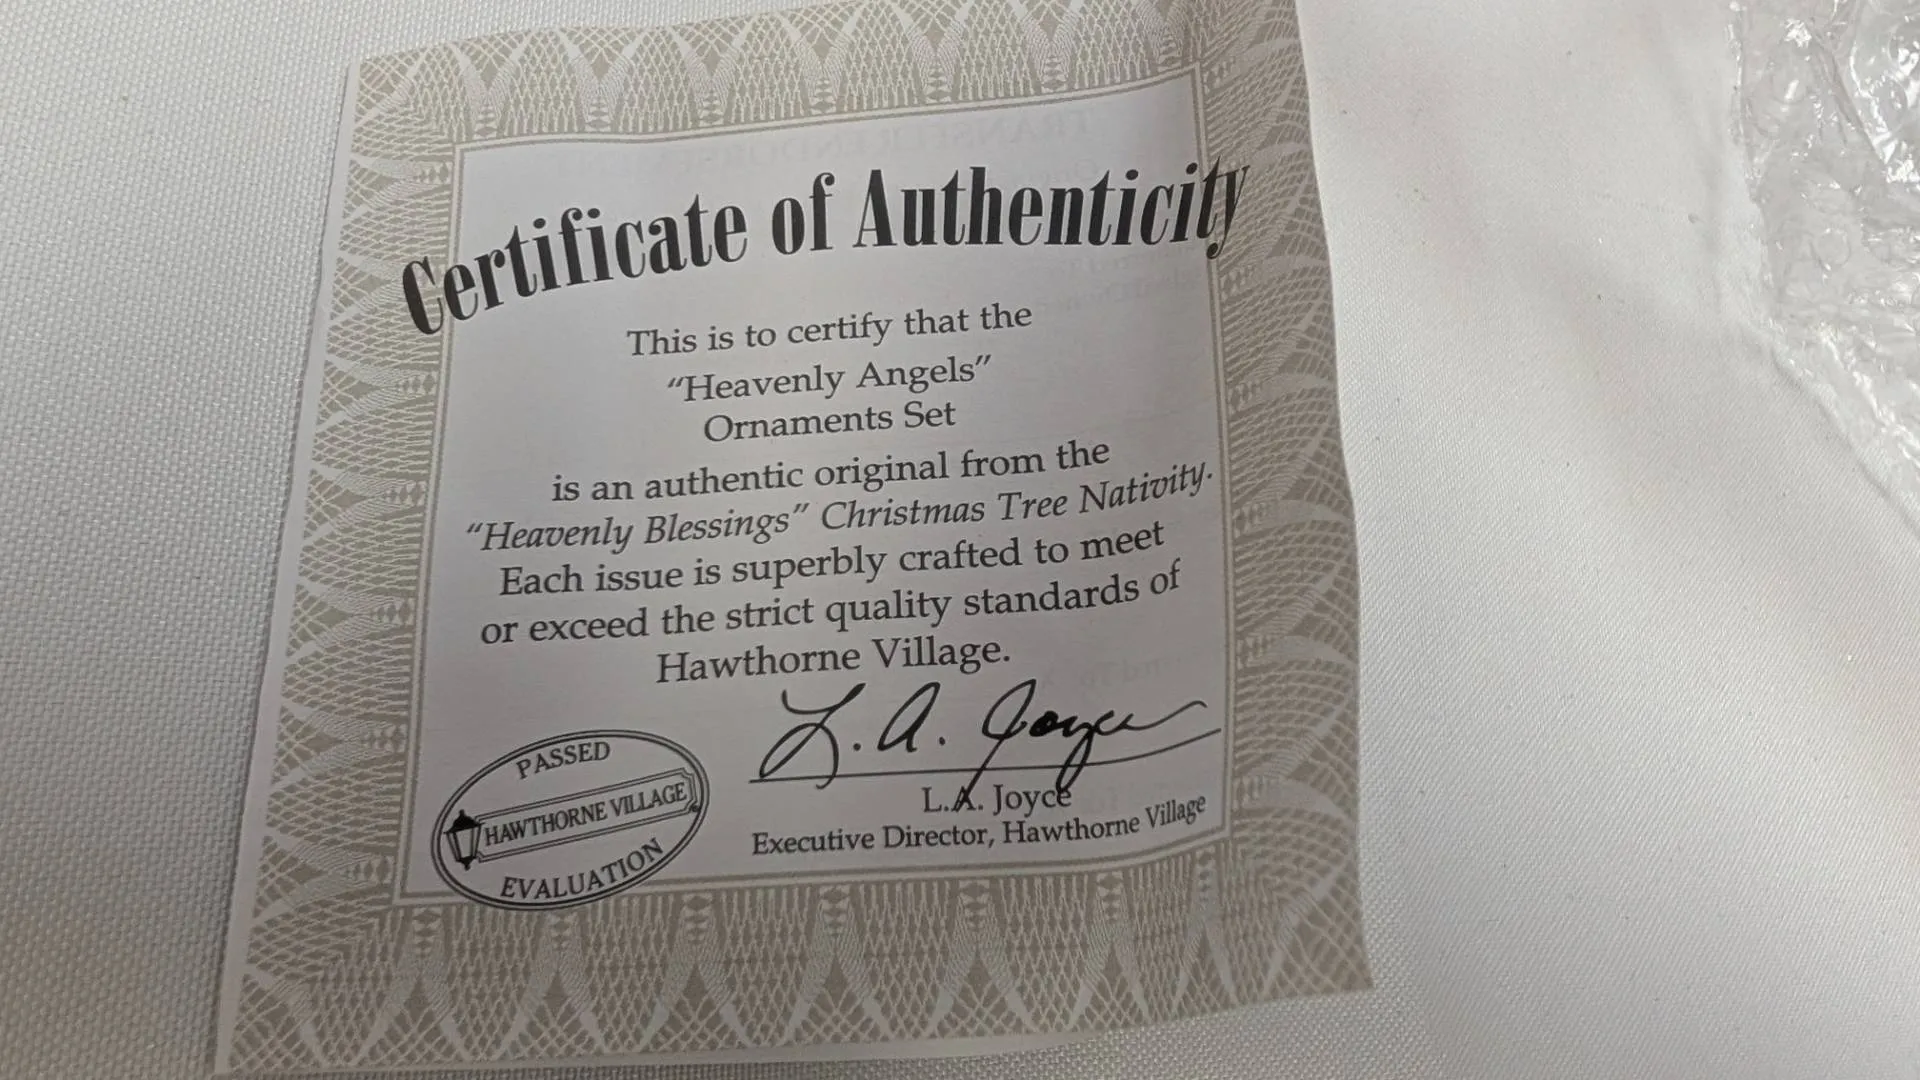 Certificate of Authenticity
This is to certify that the
“Heavenly Angels”
Ornaments Set
is an authentic original from the
“Heavenly Blessings” Christmas Tree Nativity.
Each issue is superbly crafted to meet
or exceed the strict quality standards of
Hawthorne Village.
L. A. Joyce
L.A. Joyce
Executive Director, Hawthorne Village
PASSED
HAWTHORNE VILLAGE
EVALUATION